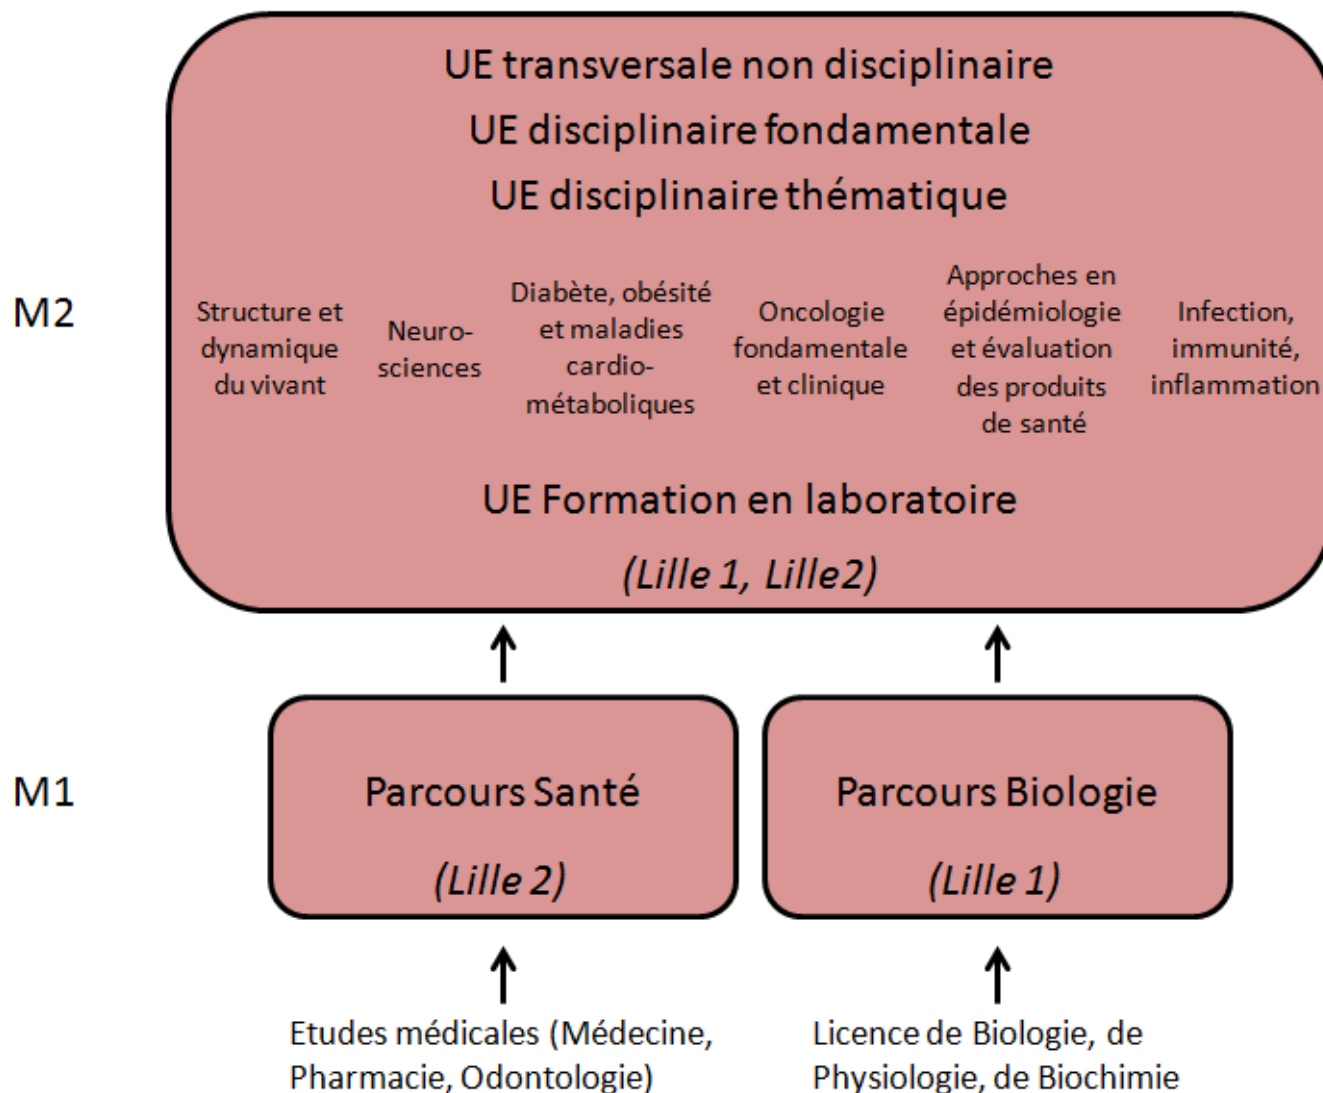 UE transversale non disciplinaire
UE disciplinaire fondamentale
UE disciplinaire thématique
M2
Structure et
dynamique
du vivant
Neuro-
sciences
Diabète, obésité
et maladies
cardio-
métaboliques
Oncologie
fondamentale
et clinique
Approches en
épidémiologie
et évaluation
des produits
de santé
Infection,
immunité,
inflammation
UE Formation en laboratoire
(Lille 1, Lille2)
M1
Parcours Santé
(Lille 2)
Parcours Biologie
(Lille 1)
Etudes médicales (Médecine,
Pharmacie, Odontologie)
Licence de Biologie, de
Physiologie, de Biochimie